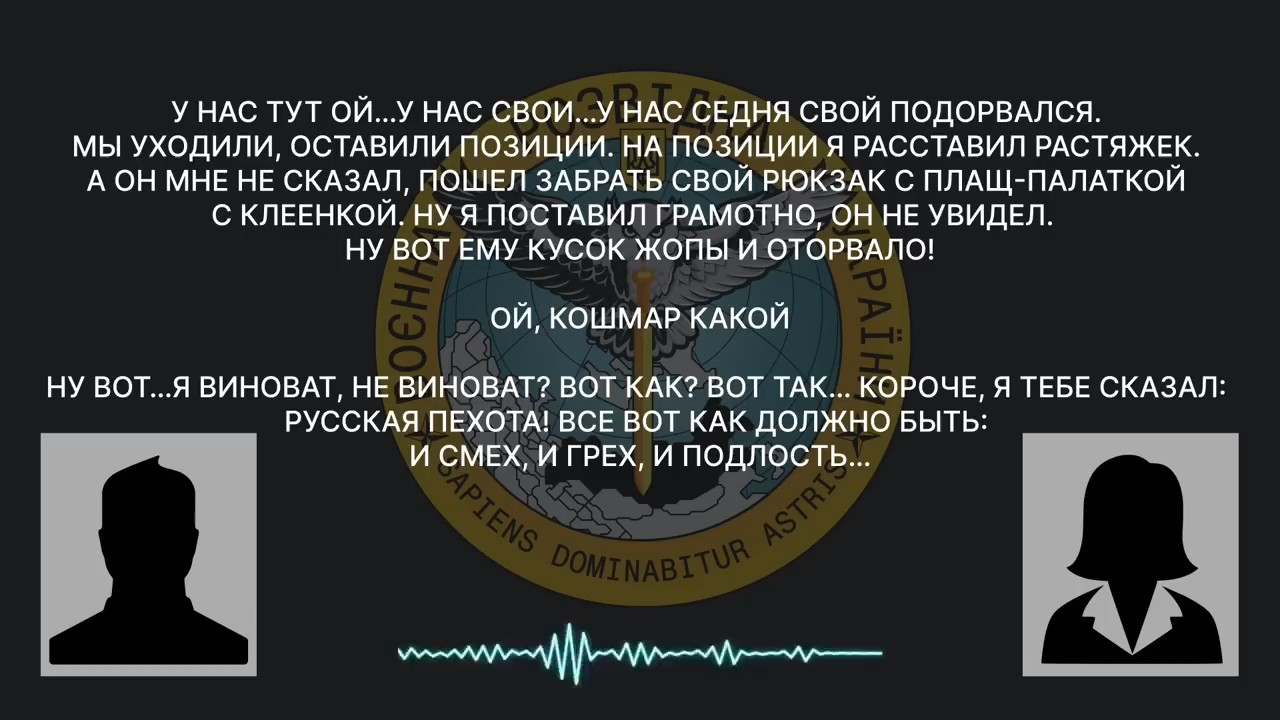 У НАС ТУТ ОЙ...У НАС СВОИ...У НАС СЕДНЯ СВОЙ ПОДОРВАЛСЯ.
МЫ УХОДИЛИ, ОСТАВИЛИ ПОЗИЦИИ. НА ПОЗИЦИИ Я РАССТАВИЛ РАСТЯЖЕК.
А ОН МНЕ НЕ СКАЗАЛ, ПОШЕЛ ЗАБРАТЬ СВОЙ РЮКЗАК С ПЛАЩ-ПАЛАТКОЙ
С КЛЕЕНКОЙ. НУ Я ПОСТАВИЛ ГРАМОТНО, ОН НЕ УВИДЕЛ.
НУ ВОТ ЕМУ КУСОК ЖОПЫ И ОТОРВАЛО!
ОЙ, КОШМАР КАКОЙ
НУ ВОТ...Я ВИНОВАТ, НЕ ВИНОВАТ? ВОТ КАК? ВОТ ТАК... КОРОЧЕ, Я ТЕБЕ СКАЗАЛ:
РУССКАЯ ПЕХОТА! ВСЕ ВОТ КАК ДОЛЖНО БЫТЬ:
И СМЕХ, И ГРЕХ, И ПОДЛОСТЬ...
SAPIENS DOMINABITUR ASTRIS